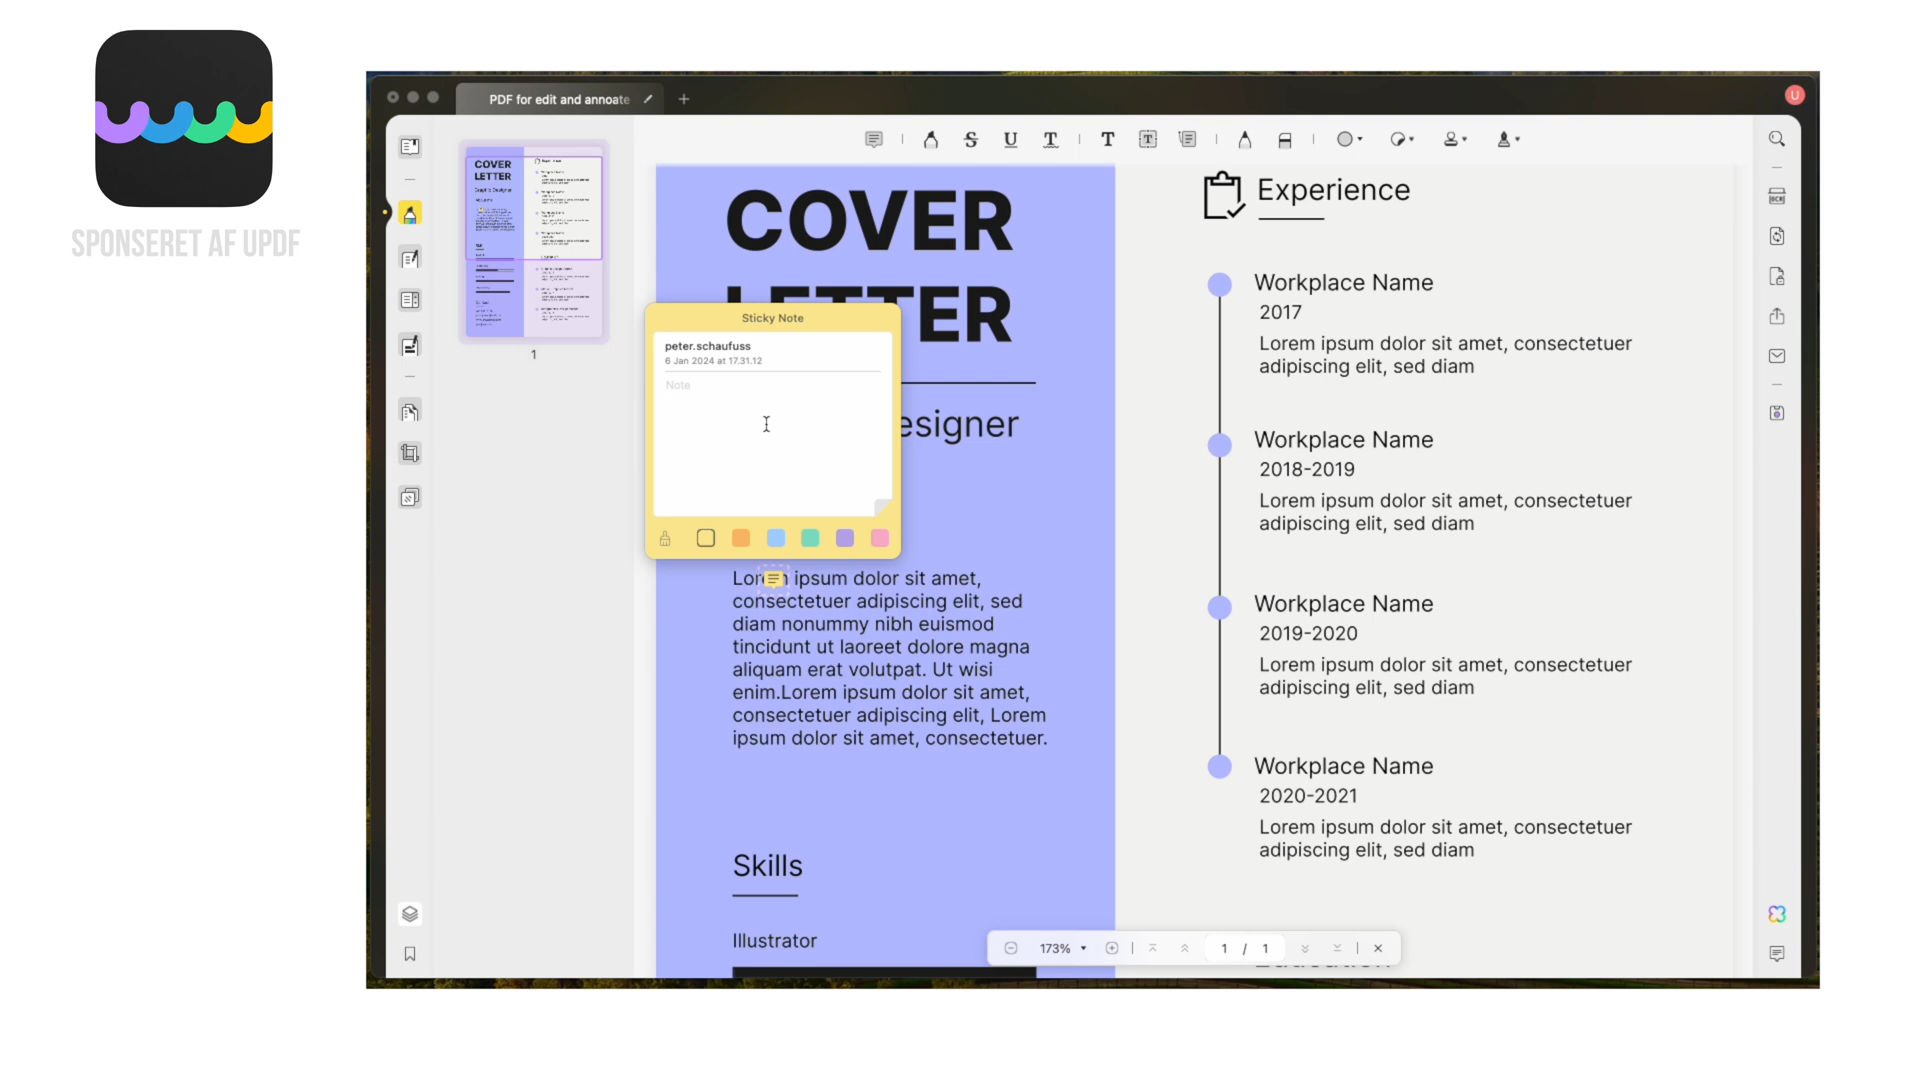 SPONSERET AF UPDF
PDF for edit and annoate
U
COVER
LETTER
Graphic Designer
1
COVER
LETTER
esigner
Sticky Note
peter.schaufuss
6 Jan 2024 at 17.31.12
Note
ipsum dolor sit amet,
consectetuer adipiscing elit, sed
diam nonummy nibh euismod
tincidunt ut laoreet dolore magna
aliquam erat volutpat. Ut wisi
enim.Lorem ipsum dolor sit amet,
consectetuer adipiscing elit, Lorem
ipsum dolor sit amet, consectetuer.
Skills
Illustrator
Experience
Workplace Name
2017
Lorem ipsum dolor sit amet, consectetuer
adipiscing elit, sed diam
Workplace Name
2018-2019
Lorem ipsum dolor sit amet, consectetuer
adipiscing elit, sed diam
Workplace Name
2019-2020
Lorem ipsum dolor sit amet, consectetuer
adipiscing elit, sed diam
Workplace Name
2020-2021
Lorem ipsum dolor sit amet, consectetuer
adipiscing elit, sed diam
173%
1 / 1